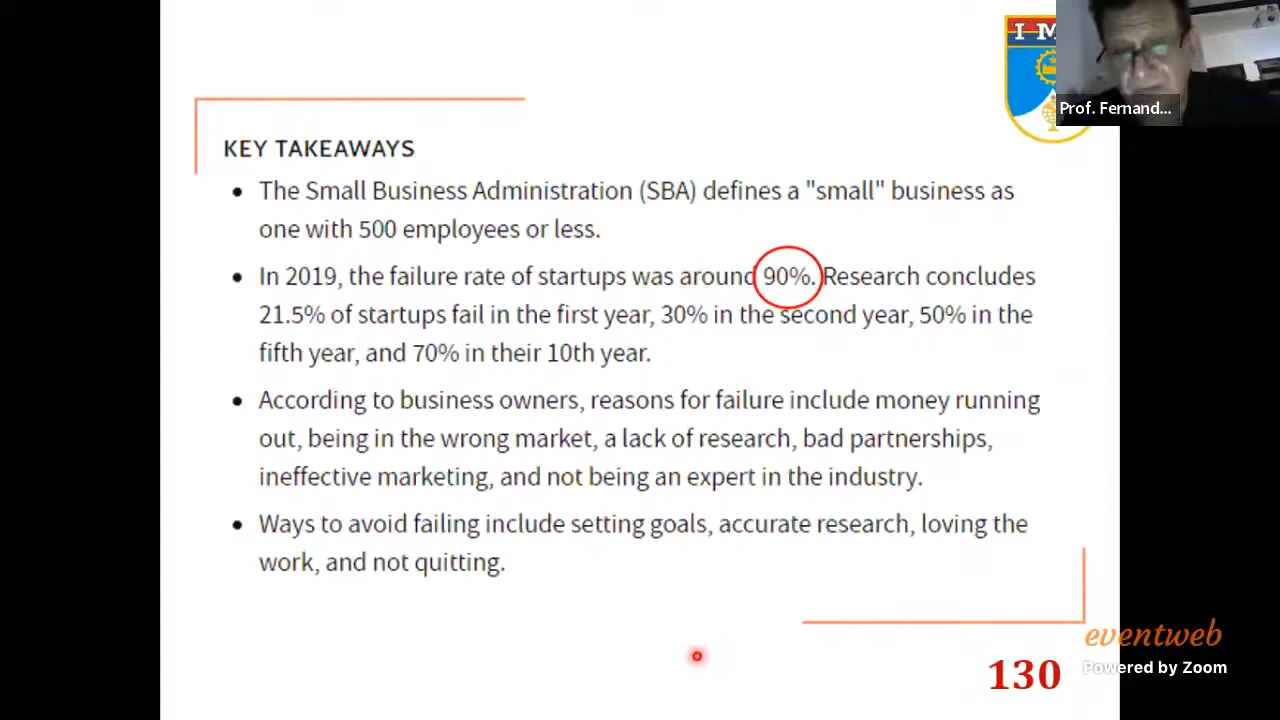 I M
Prof. Fernand...
KEY TAKEAWAYS
• The Small Business Administration (SBA) defines a "small" business as
one with 500 employees or less.
• In 2019, the failure rate of startups was around 90%. Research concludes
21.5% of startups fail in the first year, 30% in the second year, 50% in the
fifth year, and 70% in their 10th year.
• According to business owners, reasons for failure include money running
out, being in the wrong market, a lack of research, bad partnerships,
ineffective marketing, and not being an expert in the industry.
• Ways to avoid failing include setting goals, accurate research, loving the
work, and not quitting.
eventweb
Powered by Zoom
130